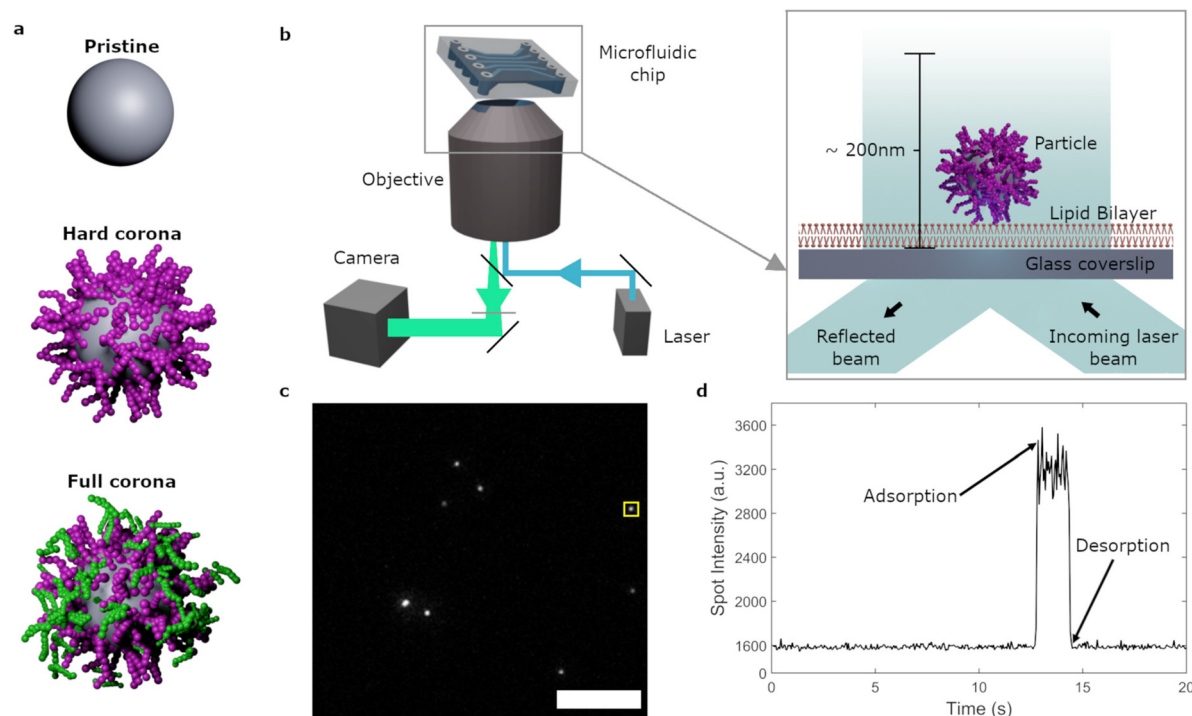 a
Pristine
Hard corona
Full corona
b
Microfluidic
chip
Objective
Camera
Laser
~ 200nm
Particle
Lipid Bilayer
Glass coverslip
Reflected
beam
Incoming laser
beam
c
d
Spot Intensity (a.u.)
3600
3200
2800
2400
2000
1600
0
Adsorption
Desorption
0
5
10
15
20
Time (s)